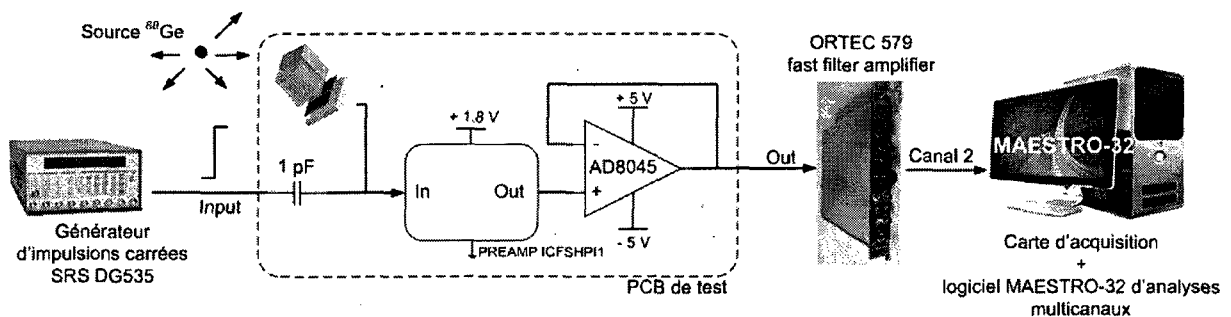 Source ⁶⁸Ge
ORTEC 579
fast filter amplifier
+ 5 V
+ 1.8 V
MAESTRO-32
-
AD8045
+
1 pF
In
Out
Out
Canal 2
Input
- 5 V
PREAMP ICFSHPI1
Générateur
d'impulsions carrées
SRS DG535
PCB de test
Carte d'acquisition
+
logiciel MAESTRO-32 d'analyses
multicanaux